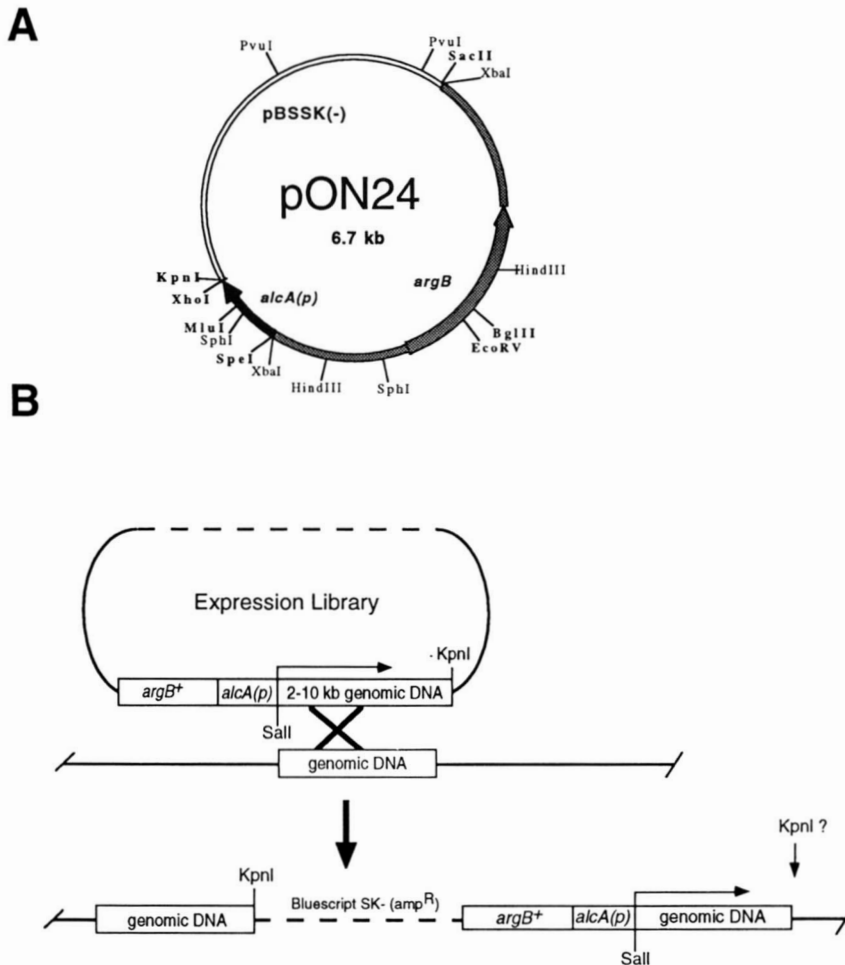 A
PvuI
PvuI
SacII
XbaI
pBSSK(-)
pON24
6.7 kb
KpnI
XhoI
alcA(p)
argB
HindIII
MluI
SphI
SpeI
XbaI
HindIII
SphI
BglII
EcoRV
B
Expression Library
KpnI
argB+ alcA(p) 2-10 kb genomic DNA
SalI
genomic DNA
KpnI ?
KpnI
genomic DNA Bluescript SK- (ampR) argB+ alcA(p) genomic DNA
SalI